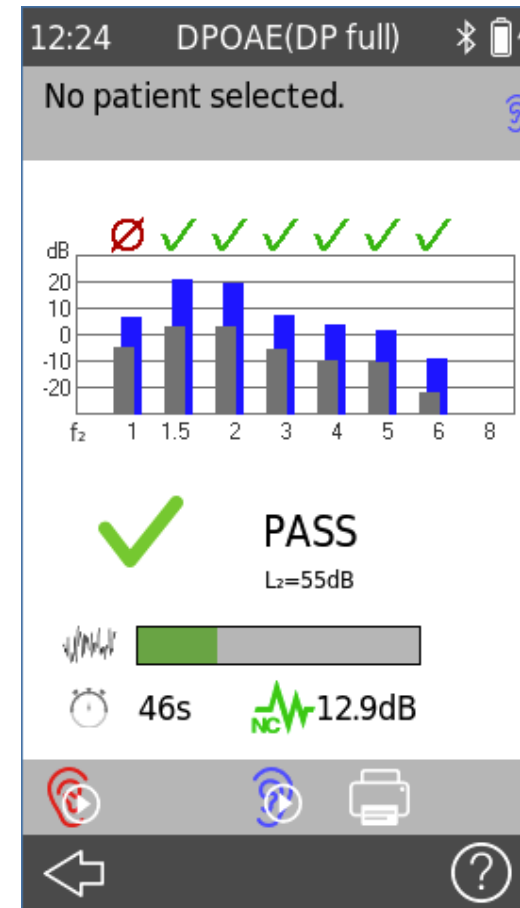 12:24 DPOAE(DP full)
No patient selected.
dB
20
10
0
-10
-20
f₂ 1 1.5 2 3 4 5 6 8
PASS
L₂=55dB
46s NC 12.9dB
?